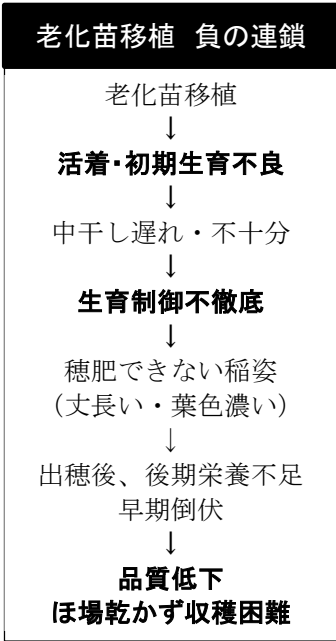 老化苗移植 負の連鎖
老化苗移植
↓
活着・初期生育不良
↓
中干し遅れ・不十分
↓
生育制御不徹底
↓
穂肥できない稲姿
（丈長い・葉色濃い）
↓
出穂後、後期栄養不足
早期倒伏
↓
品質低下
ほ場乾かず収穫困難